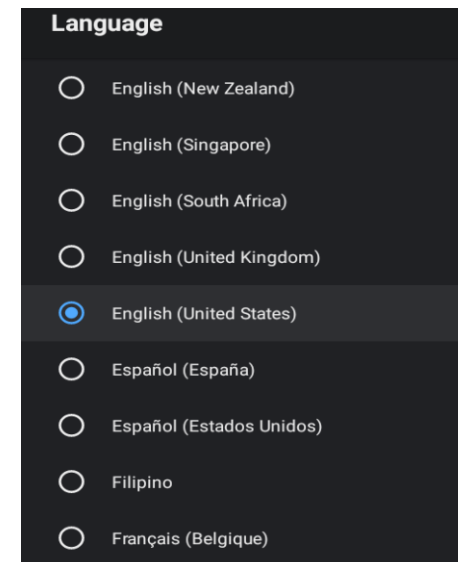 Language
English (New Zealand)
English (Singapore)
English (South Africa)
English (United Kingdom)
English (United States)
Español (España)
Español (Estados Unidos)
Filipino
Français (Belgique)